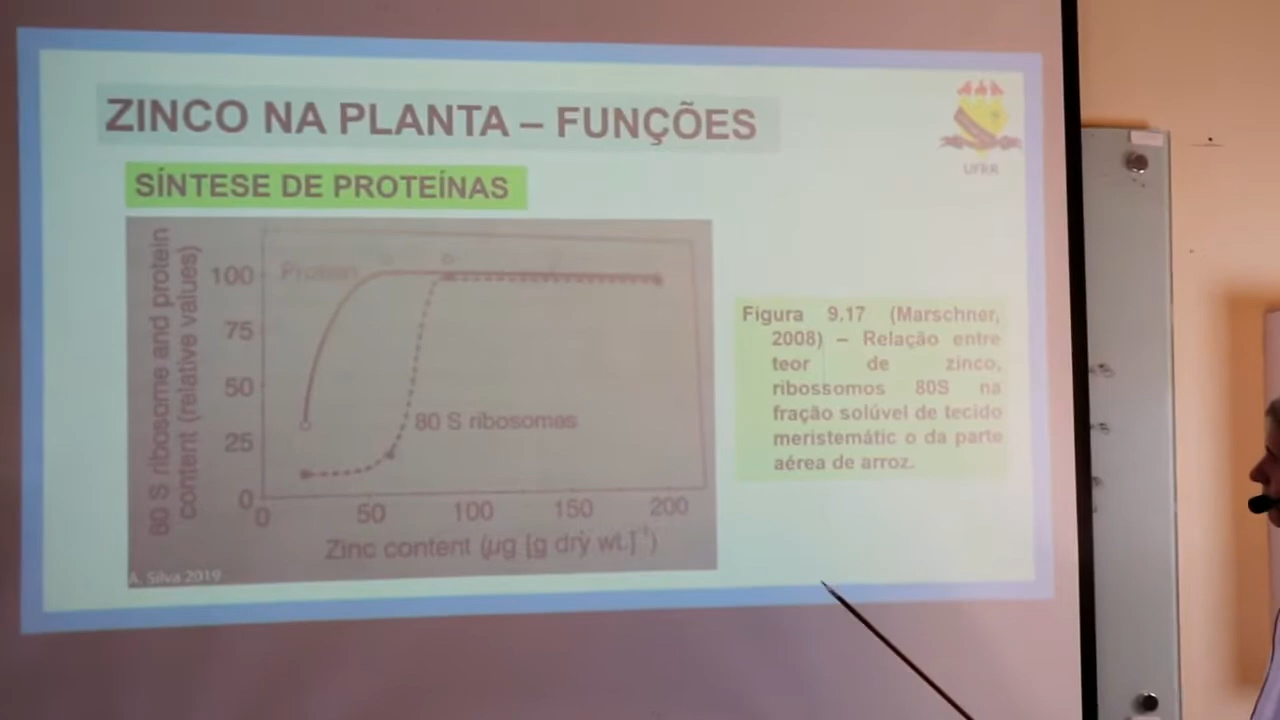 ZINCO NA PLANTA – FUNÇÕES
UFRR
SÍNTESE DE PROTEÍNAS
80 S ribosome and protein
content (relative values)
100
75
50
25
0
Protein
80 S ribosomes
0 50 100 150 200
Zinc content (µg [g dry wt.]⁻¹)
A. Silva 2019
Figura 9.17 (Marschner,
2008) – Relação entre
teor de zinco,
ribossomos 80S na
fração solúvel de tecido
meristemátic o da parte
aérea de arroz.